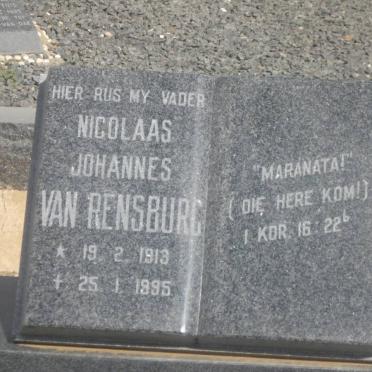 HIER RUS MY VADER
NICOLAAS
JOHANNES
VAN RENSBURG
★ 19. 2. 1913
✝ 25. 1. 1995
"MARANATA!"
( DIE HERE KOM! )
1 KOR. 16: 22b